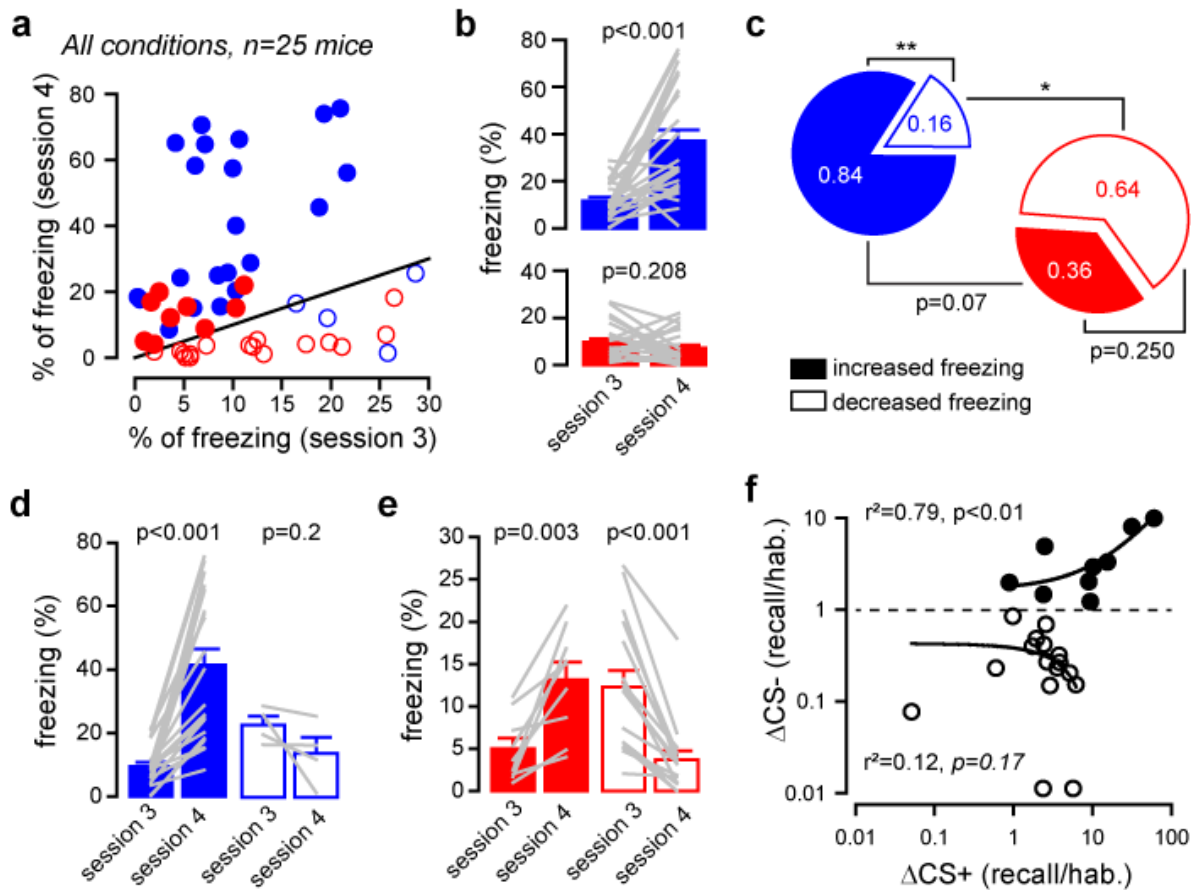 a
All conditions, n=25 mice
% of freezing (session 4)
80
60
40
20
0
0 5 10 15 20 25 30
% of freezing (session 3)
b
p<0.001
freezing (%)
80
60
40
20
0
p=0.208
40
20
0
session 3
session 4
c
**
*
0.16
0.84
0.64
0.36
p=0.07
p=0.250
increased freezing
decreased freezing
d
p<0.001 p=0.2
freezing (%)
80
60
40
20
0
session 3
session 4
session 3
session 4
e
p=0.003 p<0.001
freezing (%)
30
25
20
15
10
5
0
session 3
session 4
session 3
session 4
f
r²=0.79, p<0.01
ΔCS- (recall/hab.)
10
1
0.1
0.01
r²=0.12, p=0.17
0.01 0.1 1 10 100
ΔCS+ (recall/hab.)